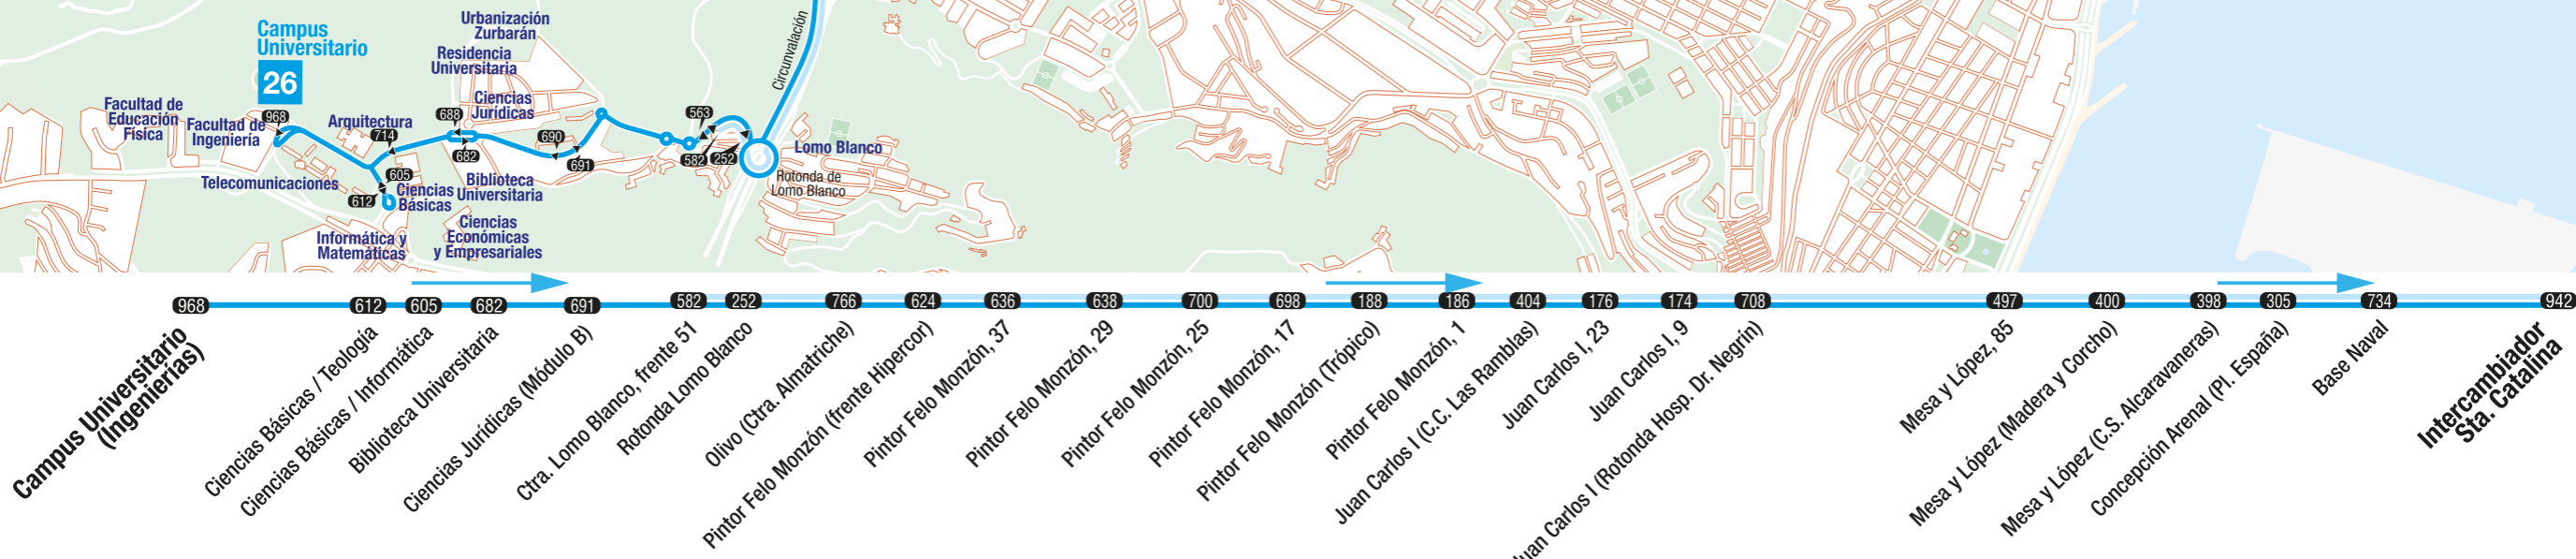 Campus
Universitario
26
Urbanización
Zurbarán
Residencia
Universitaria
Circunvalación
Facultad de
Educación
Física
Facultad de
Ingeniería
968
Arquitectura
714
688
Ciencias
Jurídicas
682
690
691
563
582
252
Lomo Blanco
Rotonda de
Lomo Blanco
Telecomunicaciones
605
612
Ciencias
Básicas
Biblioteca
Universitaria
Informática y
Matemáticas
Ciencias
Económicas
y Empresariales
968
612
605
682
691
582
252
766
624
636
638
700
698
188
186
404
176
174
708
497
400
398
305
734
942
Campus Universitario
(Ingenierías)
Ciencias Básicas / Teología
Ciencias Básicas / Informática
Biblioteca Universitaria
Ciencias Jurídicas (Módulo B)
Ctra. Lomo Blanco, frente 51
Rotonda Lomo Blanco
Olivo (Ctra. Almatriche)
Pintor Felo Monzón (frente Hipercor)
Pintor Felo Monzón, 37
Pintor Felo Monzón, 29
Pintor Felo Monzón, 25
Pintor Felo Monzón, 17
Pintor Felo Monzón (Trópico)
Pintor Felo Monzón, 1
Juan Carlos I (C.C. Las Ramblas)
Juan Carlos I, 23
Juan Carlos I, 9
Juan Carlos I (Rotonda Hosp. Dr. Negrín)
Mesa y López, 85
Mesa y López (Madera y Corcho)
Mesa y López (C.S. Alcaravaneras)
Concepción Arenal (Pl. España)
Base Naval
Intercambiador
Sta. Catalina